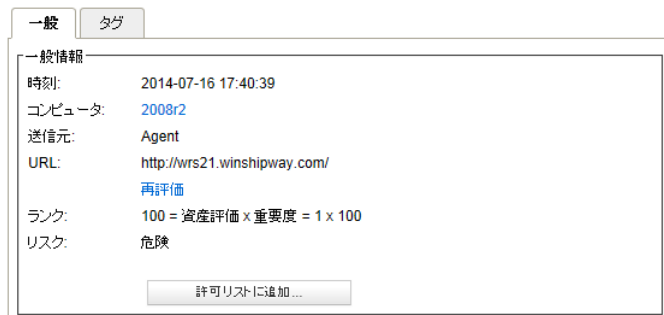 一般 タグ
一般情報
時刻: 2014-07-16 17:40:39
コンピュータ: 2008r2
送信元: Agent
URL: http://wrs21.winshipway.com/
再評価
ランク: 100 = 資産評価 x 重要度 = 1 x 100
リスク: 危険
許可リストに追加...